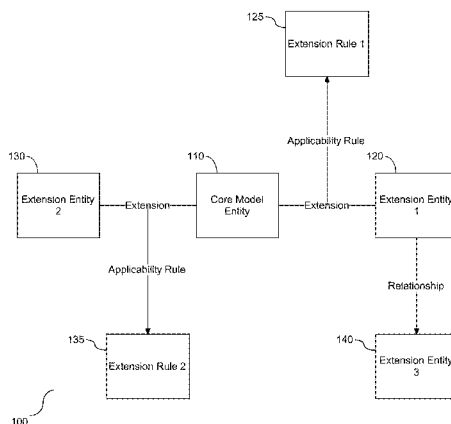 125
Extension Rule 1
Applicability Rule
130
110
120
Extension Entity
2
Extension
Core Model
Entity
Extension
Extension Entity
1
Applicability Rule
Relationship
135
140
Extension Rule 2
Extension Entity
3
100